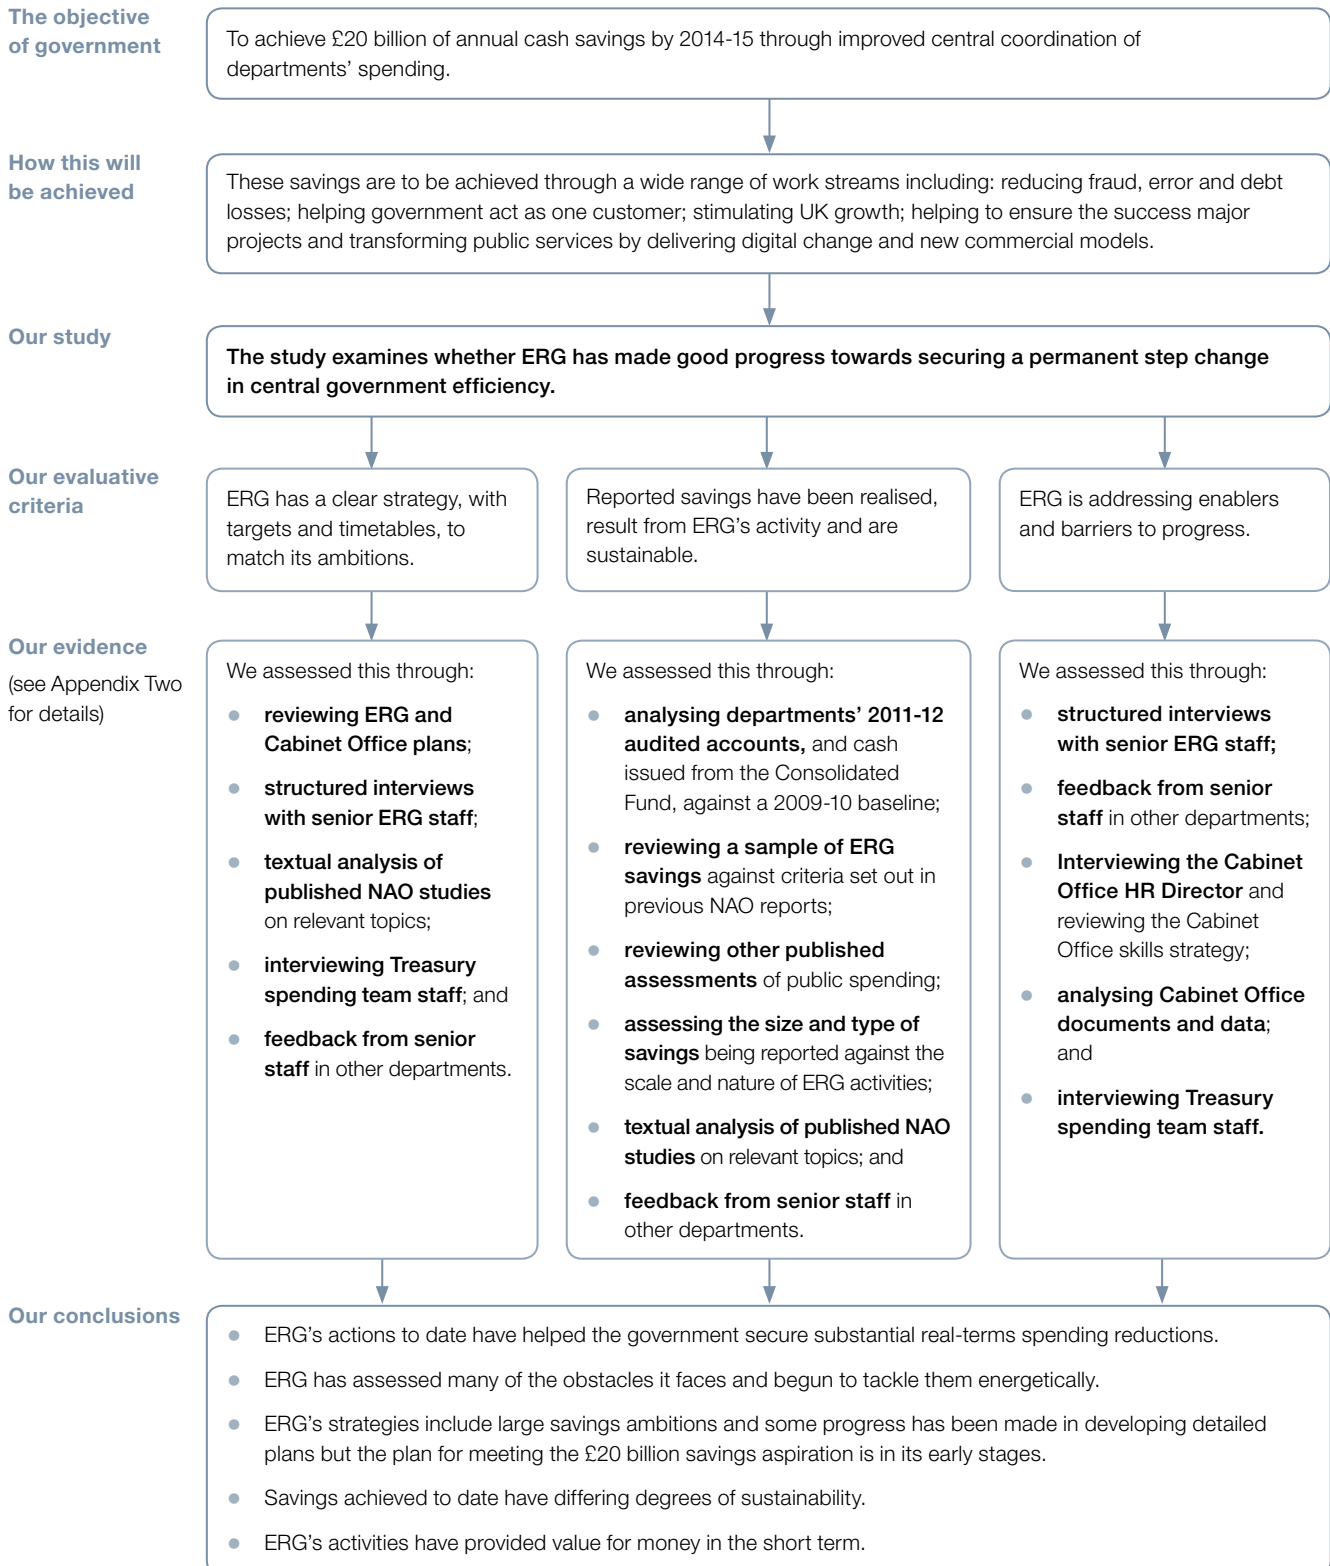 The objective
of government
To achieve £20 billion of annual cash savings by 2014-15 through improved central coordination of
departments' spending.
How this will
be achieved
These savings are to be achieved through a wide range of work streams including: reducing fraud, error and debt
losses; helping government act as one customer; stimulating UK growth; helping to ensure the success major
projects and transforming public services by delivering digital change and new commercial models.
Our study
The study examines whether ERG has made good progress towards securing a permanent step change
in central government efficiency.
Our evaluative
criteria
ERG has a clear strategy, with
targets and timetables, to
match its ambitions.
Reported savings have been realised,
result from ERG's activity and are
sustainable.
ERG is addressing enablers
and barriers to progress.
Our evidence
(see Appendix Two
for details)
We assessed this through:
● reviewing ERG and
Cabinet Office plans;
● structured interviews
with senior ERG staff;
● textual analysis of
published NAO studies
on relevant topics;
● interviewing Treasury
spending team staff; and
● feedback from senior
staff in other departments.
We assessed this through:
● analysing departments' 2011-12
audited accounts, and cash
issued from the Consolidated
Fund, against a 2009-10 baseline;
● reviewing a sample of ERG
savings against criteria set out in
previous NAO reports;
● reviewing other published
assessments of public spending;
● assessing the size and type of
savings being reported against the
scale and nature of ERG activities;
● textual analysis of published NAO
studies on relevant topics; and
● feedback from senior staff in
other departments.
We assessed this through:
● structured interviews
with senior ERG staff;
● feedback from senior
staff in other departments;
● Interviewing the Cabinet
Office HR Director and
reviewing the Cabinet
Office skills strategy;
● analysing Cabinet Office
documents and data;
and
● interviewing Treasury
spending team staff.
Our conclusions
● ERG's actions to date have helped the government secure substantial real-terms spending reductions.
● ERG has assessed many of the obstacles it faces and begun to tackle them energetically.
● ERG's strategies include large savings ambitions and some progress has been made in developing detailed
plans but the plan for meeting the £20 billion savings aspiration is in its early stages.
● Savings achieved to date have differing degrees of sustainability.
● ERG's activities have provided value for money in the short term.